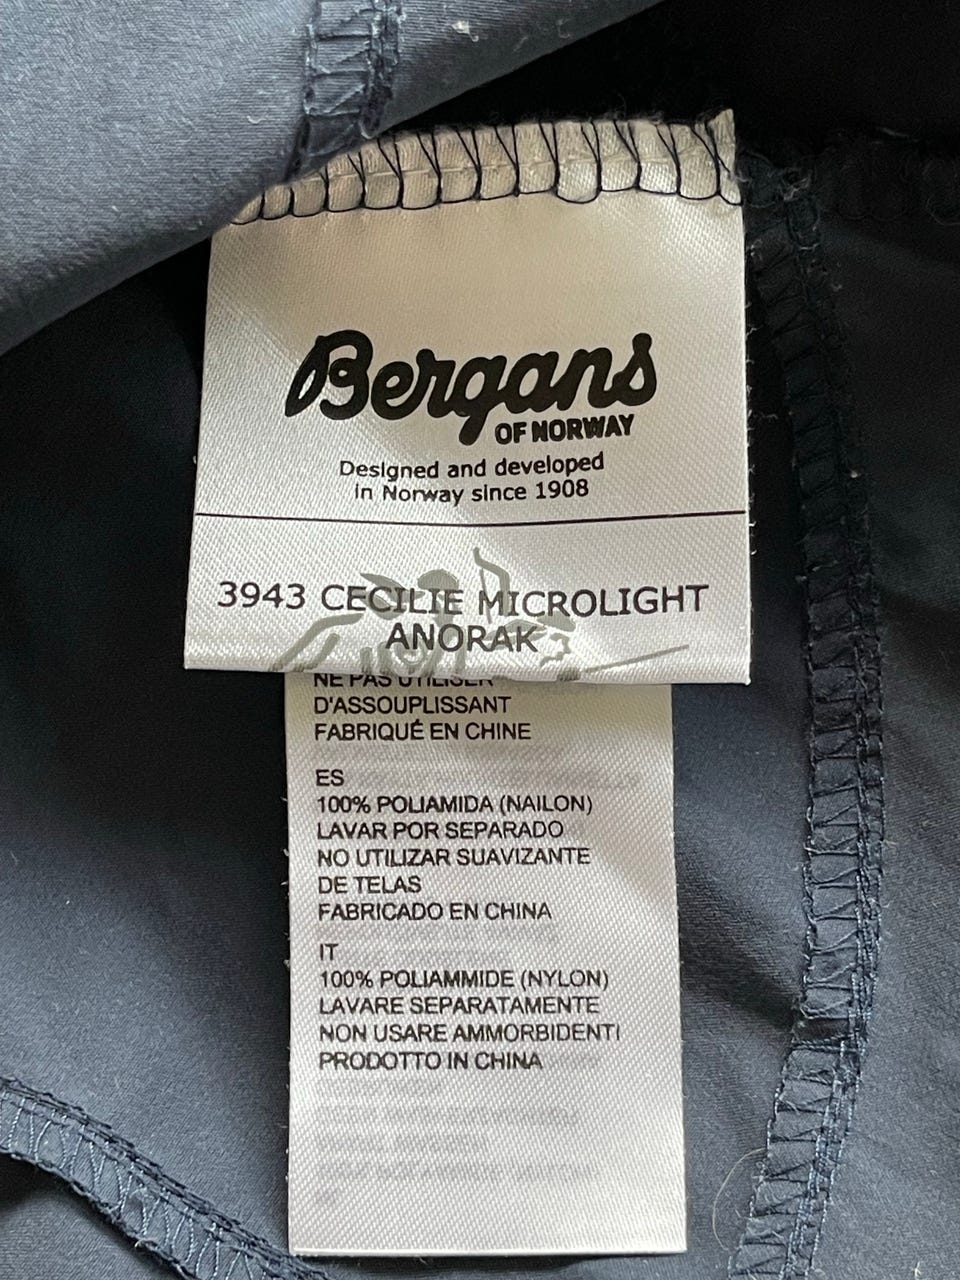 Bergans
OF NORWAY
Designed and developed
in Norway since 1908
3943 CECILIE MICROLIGHT
ANORAK
NE PAS UTILISER
D'ASSOUPLISSANT
FABRIQUÉ EN CHINE
ES
100% POLIAMIDA (NAILON)
LAVAR POR SEPARADO
NO UTILIZAR SUAVIZANTE
DE TELAS
FABRICADO EN CHINA
IT
100% POLIAMMIDE (NYLON)
LAVARE SEPARATAMENTE
NON USARE AMMORBIDENTI
PRODOTTO IN CHINA